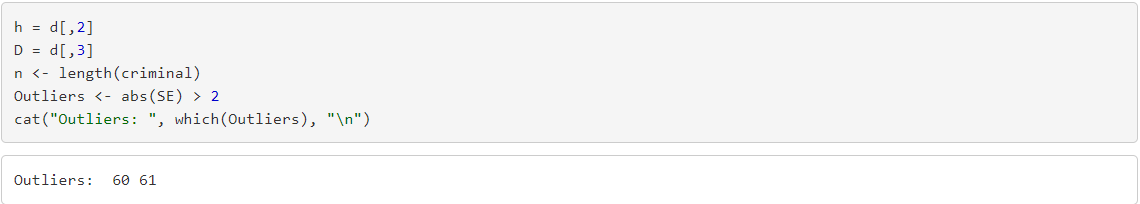 h = d[,2]
D = d[,3]
n <- length(criminal)
Outliers <- abs(SE) > 2
cat("Outliers: ", which(Outliers), "\n")
Outliers:  60 61